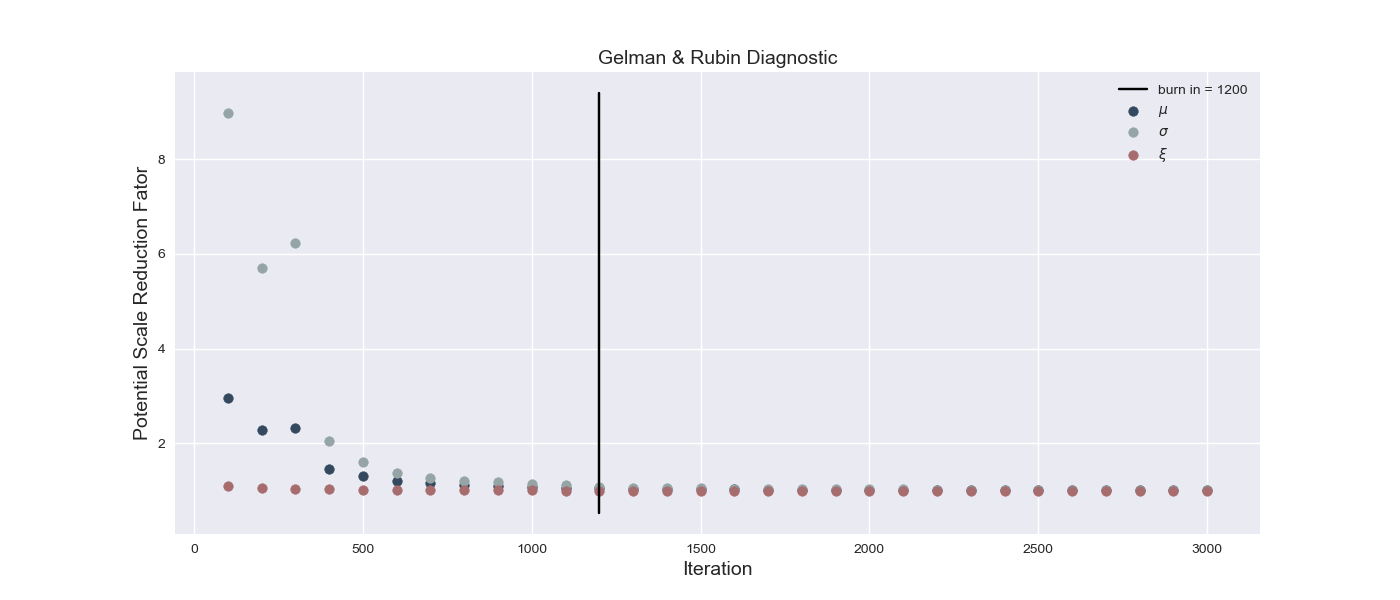 Gelman & Rubin Diagnostic
burn in = 1200
μ
σ
ξ
Potential Scale Reduction Fator
8
6
4
2
0 500 1000 1500 2000 2500 3000
Iteration